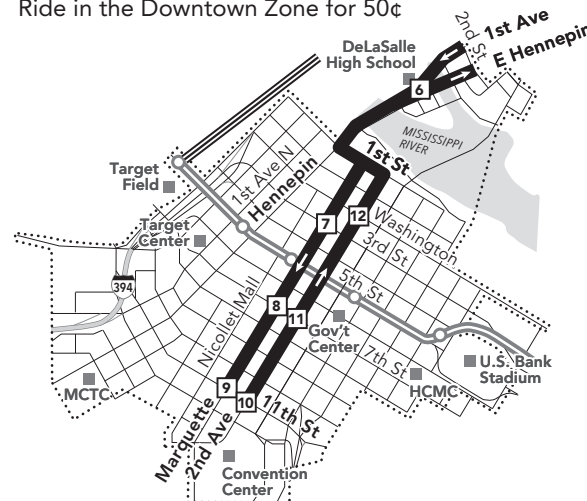 Ride in the Downtown Zone for 50¢
2nd St
1st Ave
E Hennepin
DeLaSalle
High School
6
MISSISSIPPI
RIVER
1st St
Target
Field
1st Ave N
Hennepin
Target
Center
7
12
Washington
3rd St
394
5th St
Nicollet Mall
8
11
Gov't
Center
7th St
U.S. Bank
Stadium
HCMC
MCTC
9
10
11th St
Marquette
2nd Ave
Convention
Center